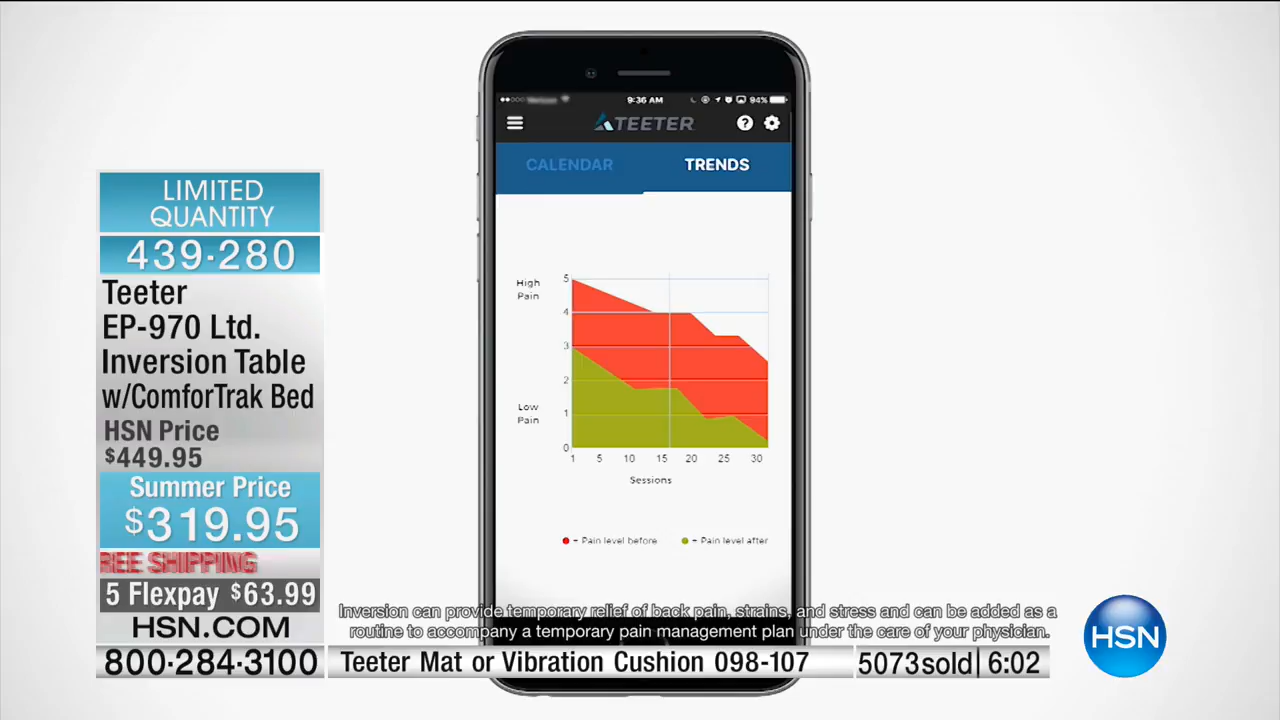 LIMITED
QUANTITY
439·280
Teeter
EP-970 Ltd.
Inversion Table
w/ComforTrak Bed
HSN Price
$449.95
Summer Price
$319.95
REE SHIPPING
5 Flexpay $63.99
HSN.COM
800·284·3100
9:36 AM
94%
TEETER
?
CALENDAR
TRENDS
High
Pain
Low
Pain
5
4
3
2
1
0
1 5 10 15 20 25 30
Sessions
= Pain level before
= Pain level after
Inversion can provide temporary relief of back pain, strains, and stress and can be added as a
routine to accompany a temporary pain management plan under the care of your physician.
Teeter Mat or Vibration Cushion 098-107
5073sold | 6:02
HSN